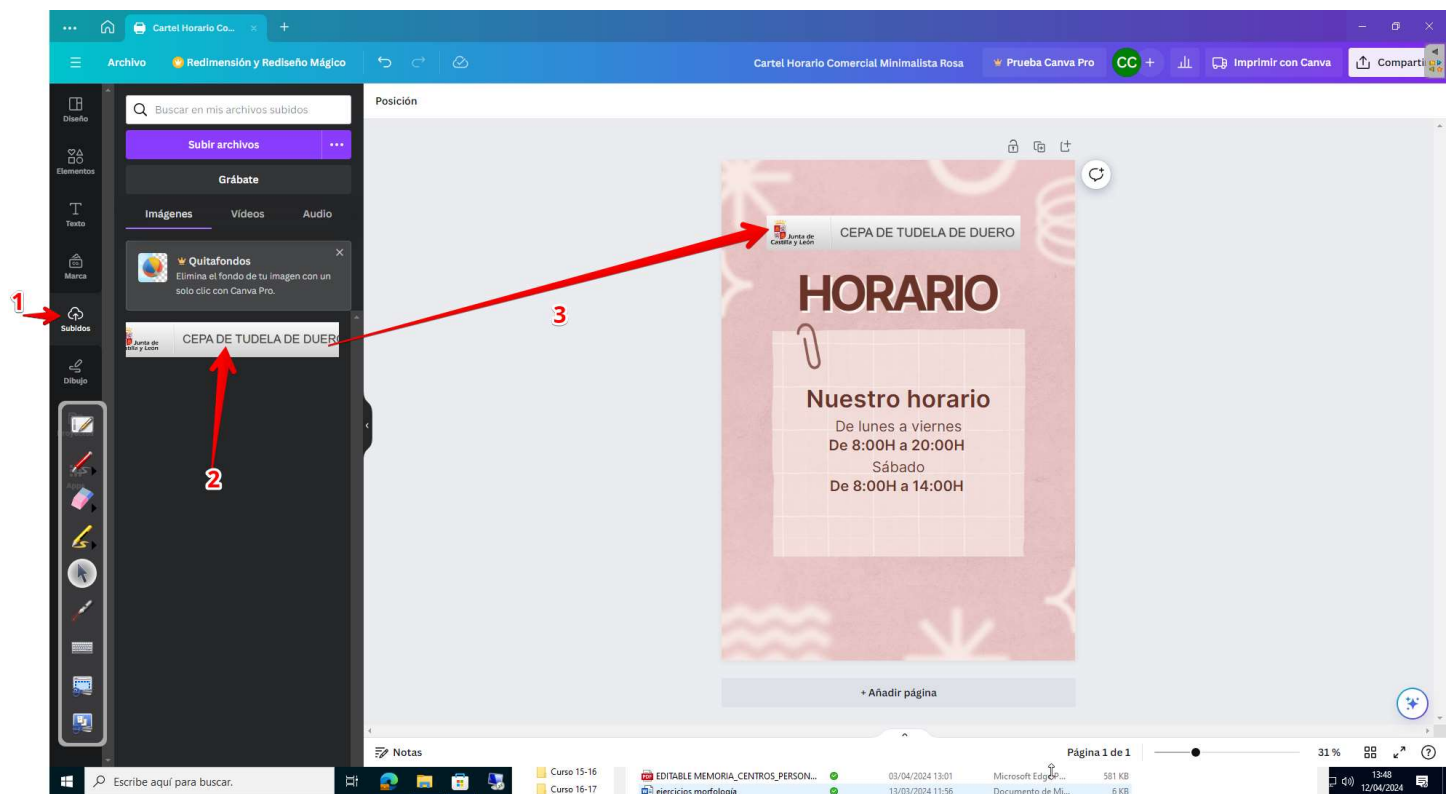 Cartel Horario Co...
Archivo
Redimensión y Rediseño Mágico
Cartel Horario Comercial Minimalista Rosa
Prueba Canva Pro
CC
Imprimir con Canva
Comparti
Diseño
Elementos
Texto
Marca
Subidos
Dibujo
Buscar en mis archivos subidos
Subir archivos
Grábate
Imágenes Vídeos Audio
Quitafondos
Elimina el fondo de tu imagen con un
solo clic con Canva Pro.
Junta de
CEPA DE TUDELA DE DUERO
1
2
3
Posición
Junta de
Castilla y León
CEPA DE TUDELA DE DUERO
HORARIO
Nuestro horario
De lunes a viernes
De 8:00H a 20:00H
Sábado
De 8:00H a 14:00H
+ Añadir página
Notas
Página 1 de 1
31 %
Escribe aquí para buscar.
Curso 15-16
Curso 16-17
EDITABLE MEMORIA_CENTROS_PERSON... 03/04/2024 13:01 581 KB
ejercicios morfología 13/03/2024 11:56 Documento de Mi... 6 KB
13:48
12/04/2024